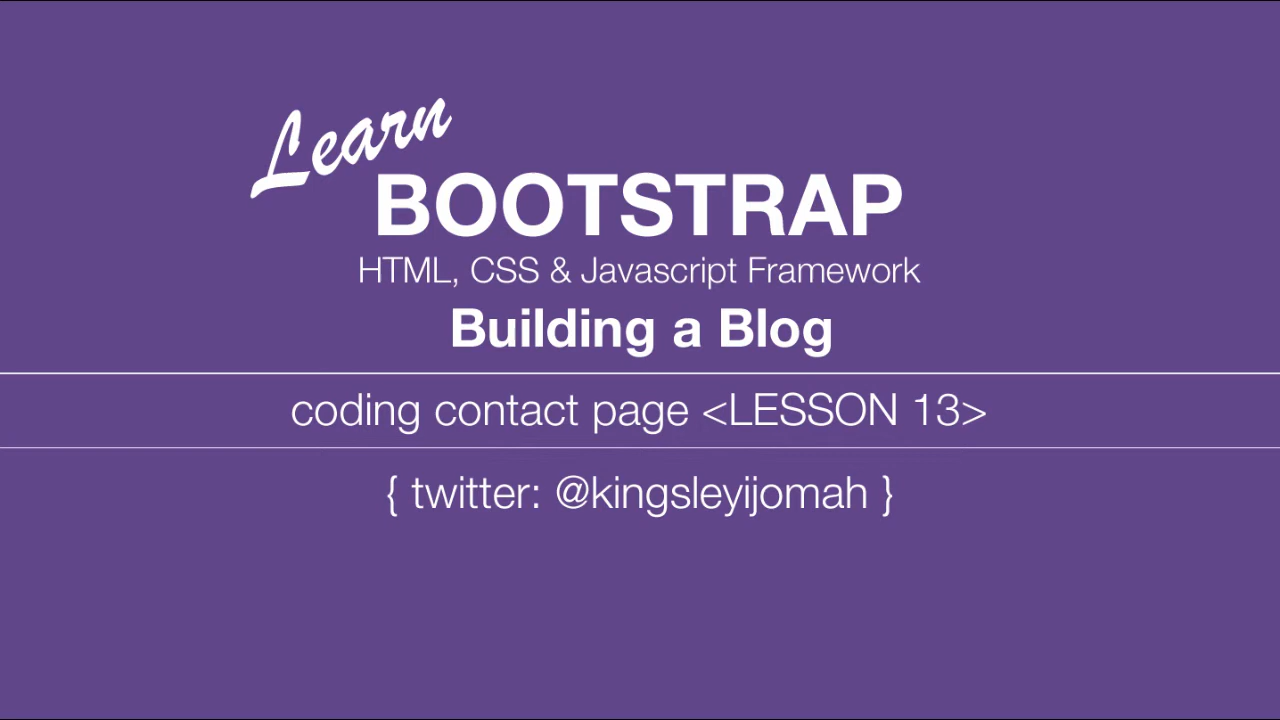 Learn
BOOTSTRAP
HTML, CSS & Javascript Framework
Building a Blog
coding contact page <LESSON 13>
{ twitter: @kingsleyijomah }